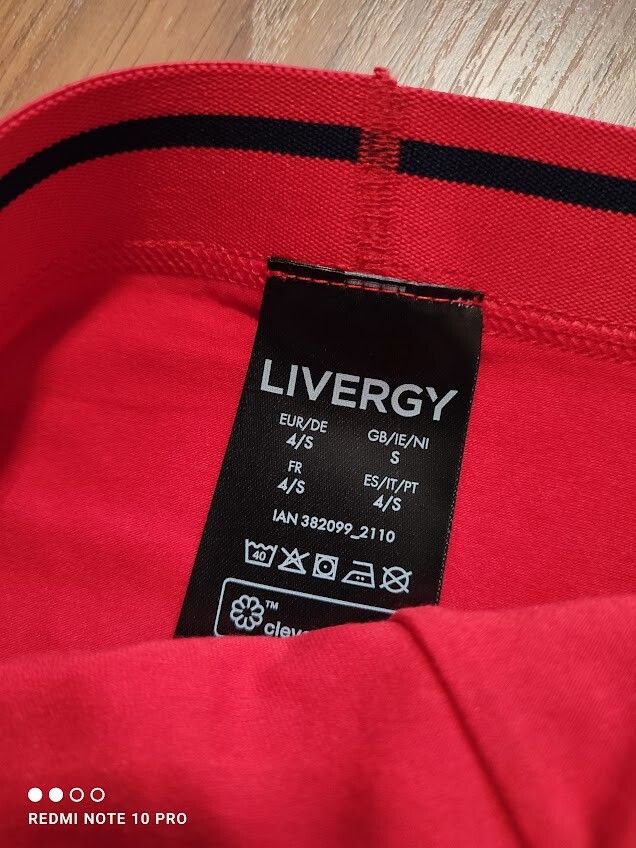 LIVERGY
EUR/DE
4/S
GB/IE/NI
S
FR
4/S
ES/IT/PT
4/S
IAN 382099_2110
40
TM
REDMI NOTE 10 PRO